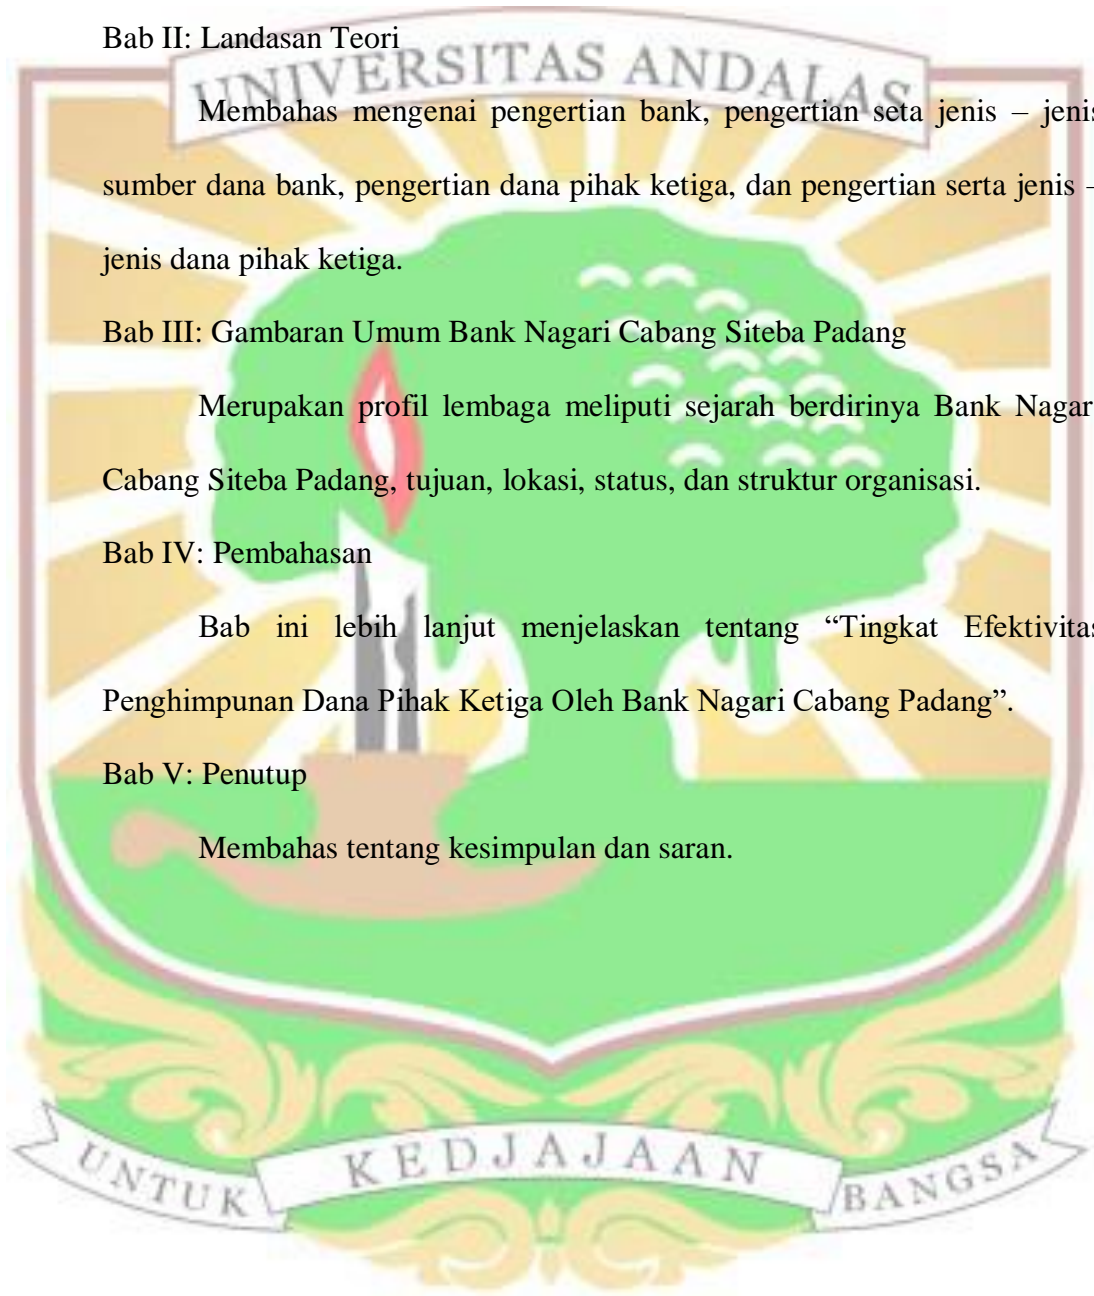 Bab II: Landasan Teori
UNIVERSITAS ANDALAS
Membahas mengenai pengertian bank, pengertian seta jenis – jenis
sumber dana bank, pengertian dana pihak ketiga, dan pengertian serta jenis –
jenis dana pihak ketiga.
Bab III: Gambaran Umum Bank Nagari Cabang Siteba Padang
Merupakan profil lembaga meliputi sejarah berdirinya Bank Nagari
Cabang Siteba Padang, tujuan, lokasi, status, dan struktur organisasi.
Bab IV: Pembahasan
Bab ini lebih lanjut menjelaskan tentang “Tingkat Efektivitas
Penghimpunan Dana Pihak Ketiga Oleh Bank Nagari Cabang Padang”.
Bab V: Penutup
Membahas tentang kesimpulan dan saran.
UNTUK KEDJAJAAN BANGSA